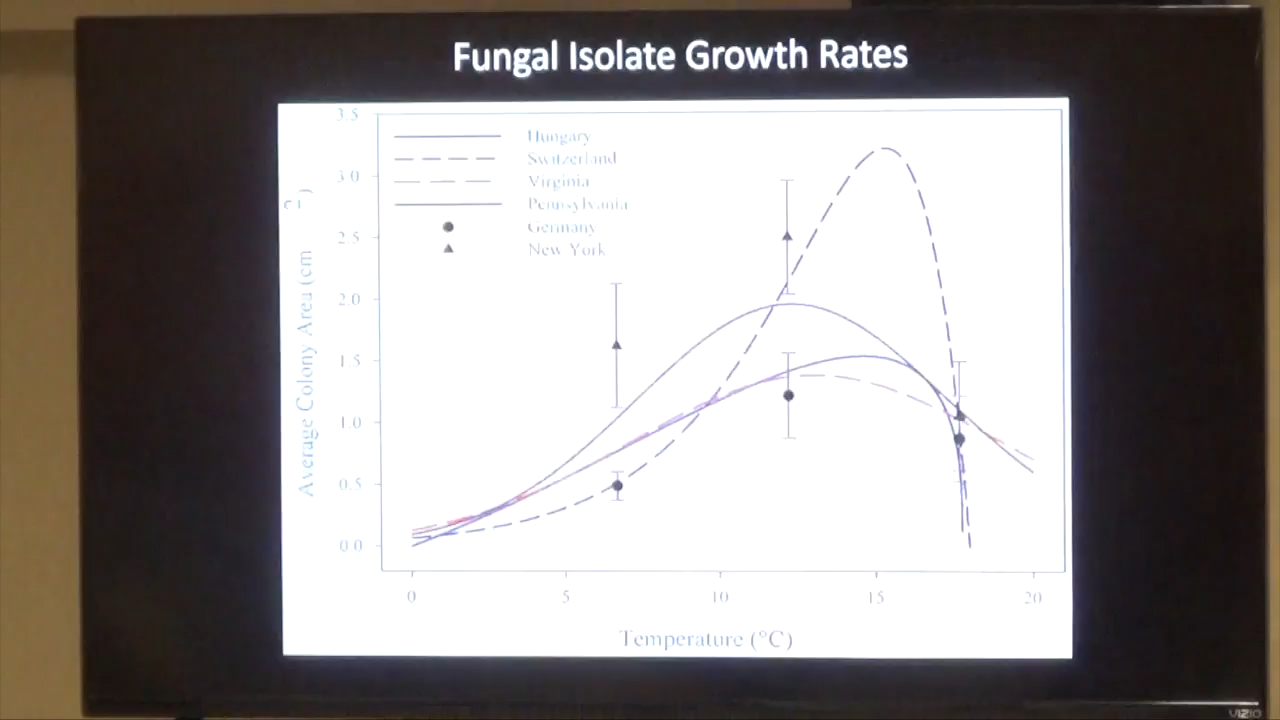 Fungal Isolate Growth Rates
3.5
3.0
2.5
2.0
1.5
1.0
0.5
0.0
Average Colony Area (cm
)
Hungary
Switzerland
Virginia
Pennsylvania
Germany
New York
0 5 10 15 20
Temperature (°C)
VIZIO